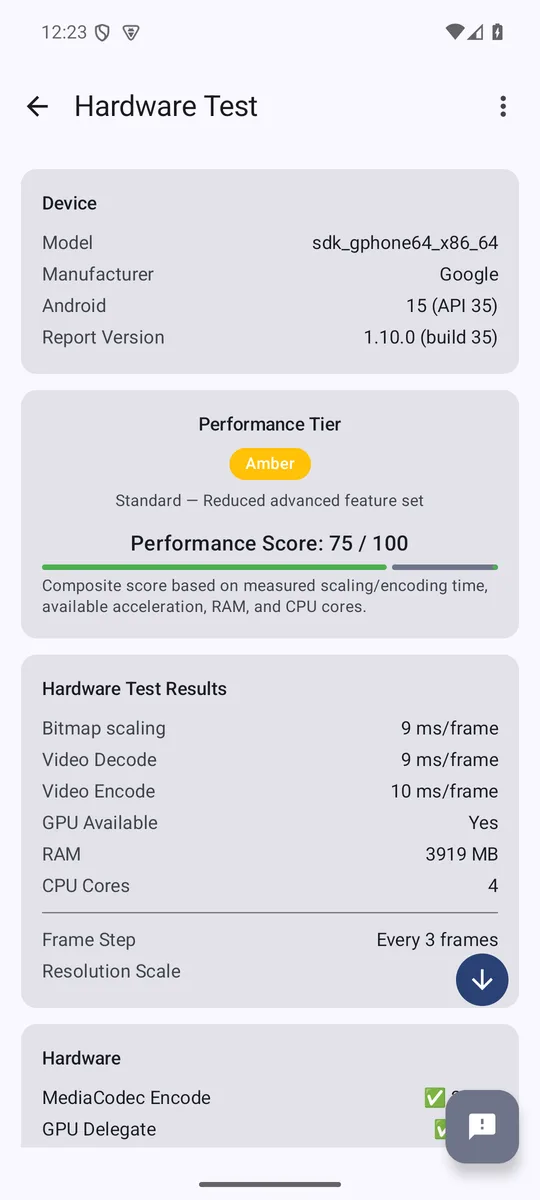 12:23
Hardware Test
Device
Model sdk_gphone64_x86_64
Manufacturer Google
Android 15 (API 35)
Report Version 1.10.0 (build 35)
Performance Tier
Amber
Standard — Reduced advanced feature set
Performance Score: 75 / 100
Composite score based on measured scaling/encoding time,
available acceleration, RAM, and CPU cores.
Hardware Test Results
Bitmap scaling 9 ms/frame
Video Decode 9 ms/frame
Video Encode 10 ms/frame
GPU Available Yes
RAM 3919 MB
CPU Cores 4
Frame Step Every 3 frames
Resolution Scale
Hardware
MediaCodec Encode ✅
GPU Delegate ✅